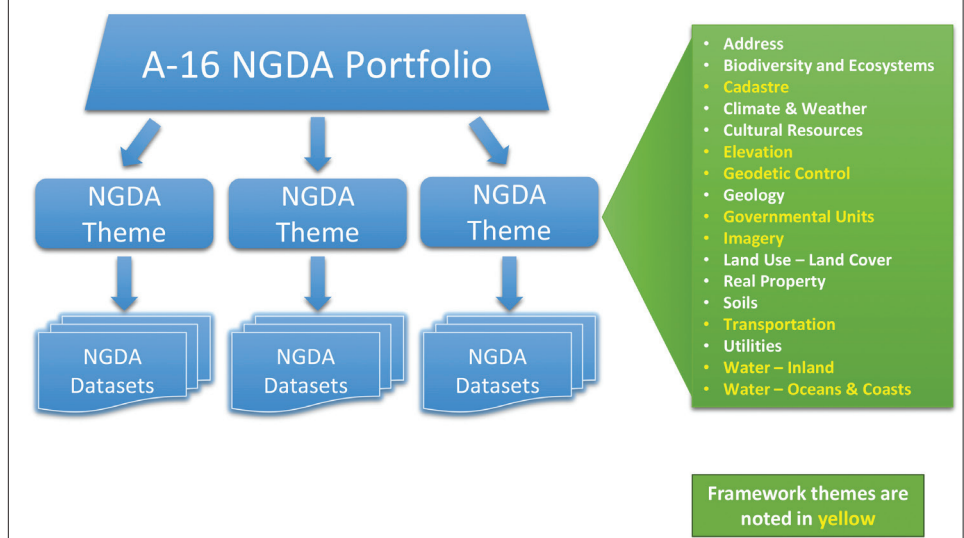 A-16 NGDA Portfolio
NGDA
Theme
NGDA
Theme
NGDA
Theme
NGDA
Datasets
NGDA
Datasets
NGDA
Datasets
• Address
• Biodiversity and Ecosystems
• Cadastre
• Climate & Weather
• Cultural Resources
• Elevation
• Geodetic Control
• Geology
• Governmental Units
• Imagery
• Land Use – Land Cover
• Real Property
• Soils
• Transportation
• Utilities
• Water – Inland
• Water – Oceans & Coasts
Framework themes are
noted in yellow